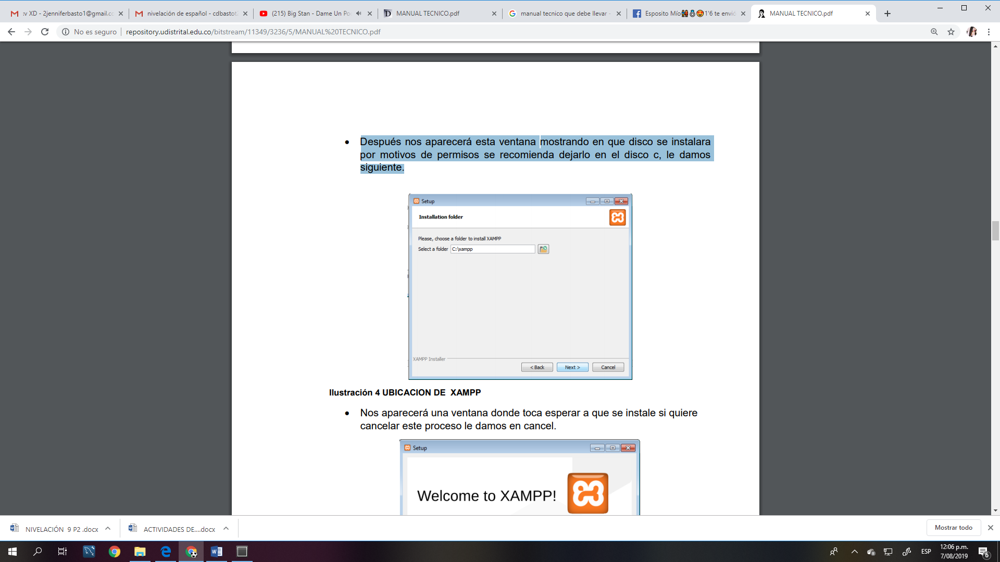 :v XD - 2jenniferbasto1@gmail.cc
nivelación de español - cdbastot
(215) Big Stan - Dame Un Po
MANUAL TECNICO.pdf
manual tecnico que debe llevar -
Esposito Mío👫💍😍1'6 te envió
MANUAL TECNICO.pdf
No es seguro
repository.udistrital.edu.co/bitstream/11349/3236/5/MANUAL%20TECNICO.pdf
• Después nos aparecerá esta ventana mostrando en que disco se instalara
por motivos de permisos se recomienda dejarlo en el disco c, le damos
siguiente.
Setup
Installation folder
Please, choose a folder to install XAMPP
Select a folder C:\xampp
XAMPP Installer
< Back Next > Cancel
Ilustración 4 UBICACION DE  XAMPP
• Nos aparecerá una ventana donde toca esperar a que se instale si quiere
cancelar este proceso le damos en cancel.
Setup
Welcome to XAMPP!
NIVELACIÓN  9 P2 .docx
ACTIVIDADES DE....docx
Mostrar todo
ESP
12:06 p.m.
7/08/2019
6